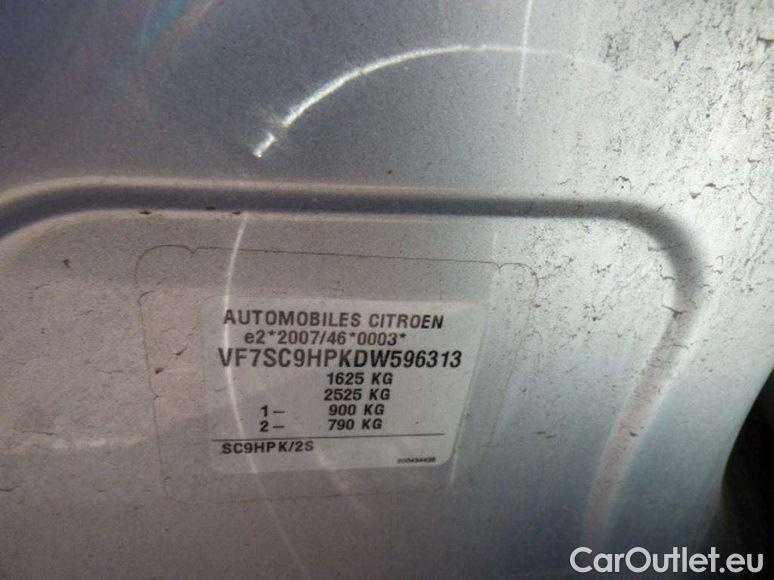 AUTOMOBILES CITROEN
e2*2007/46*0003*
VF7SC9HPKDW596313
1625 KG
2525 KG
1– 900 KG
2– 790 KG
SC9HPK/2S
CarOutlet.eu